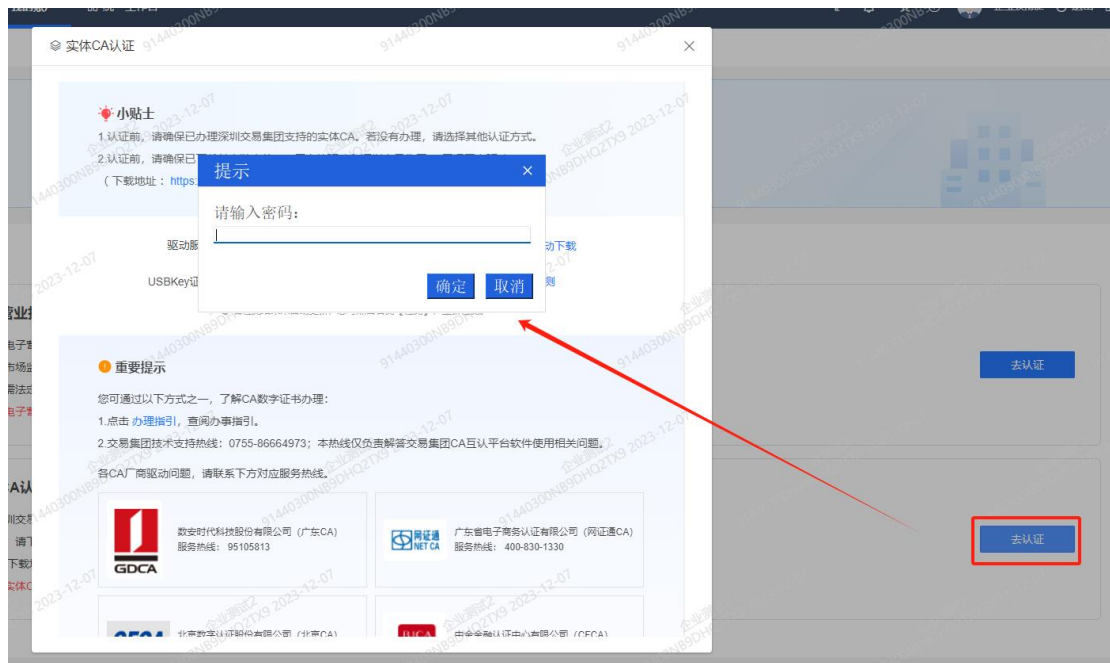 实体CA认证
小贴士
1.认证前，请确保已办理深圳交易集团支持的实体CA。若没有办理，请选择其他认证方式。
2.认证前，请确保已
（下载地址： https:
提示
请输入密码:
确定 取消
驱动服
动下载
USBKey证
测
重要提示
您可通过以下方式之一，了解CA数字证书办理：
1.点击 办理指引，查阅办事指引。
2.交易集团技术支持热线：0755-86664973；本热线仅负责解答交易集团CA互认平台软件使用相关问题。
各CA厂商驱动问题，请联系下方对应服务热线。
GDCA
数安时代科技股份有限公司（广东CA）
服务热线： 95105813
网证通
NETCA
广东省电子商务认证有限公司（网证通CA）
服务热线： 400-830-1330
北京数字认证股份有限公司（北京CA）
中金金融认证中心有限公司（CFCA）
去认证
去认证